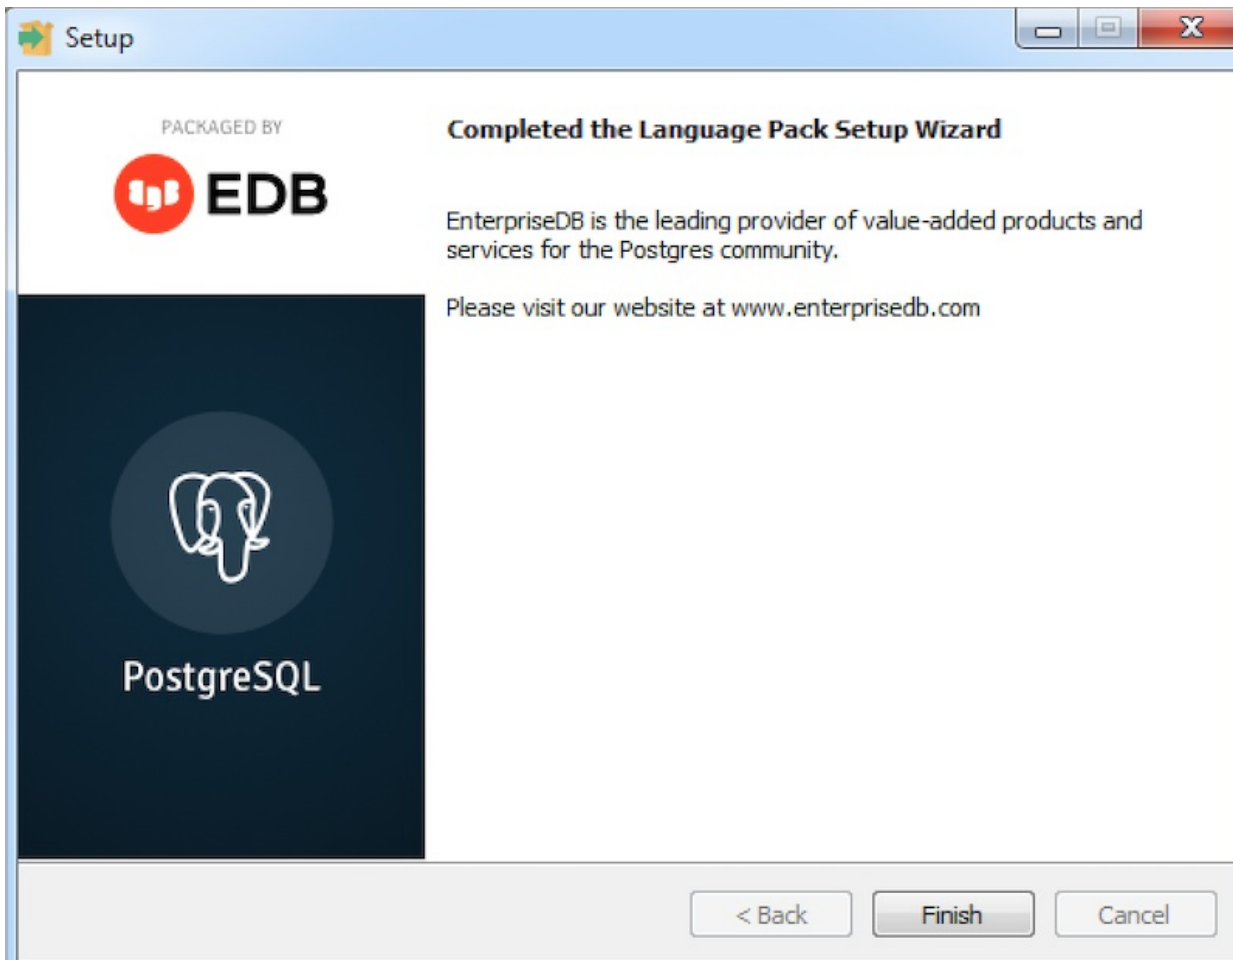 Setup
PACKAGED BY
EDB
Completed the Language Pack Setup Wizard
EnterpriseDB is the leading provider of value-added products and
services for the Postgres community.
Please visit our website at www.enterprisedb.com
PostgreSQL
< Back
Finish
Cancel